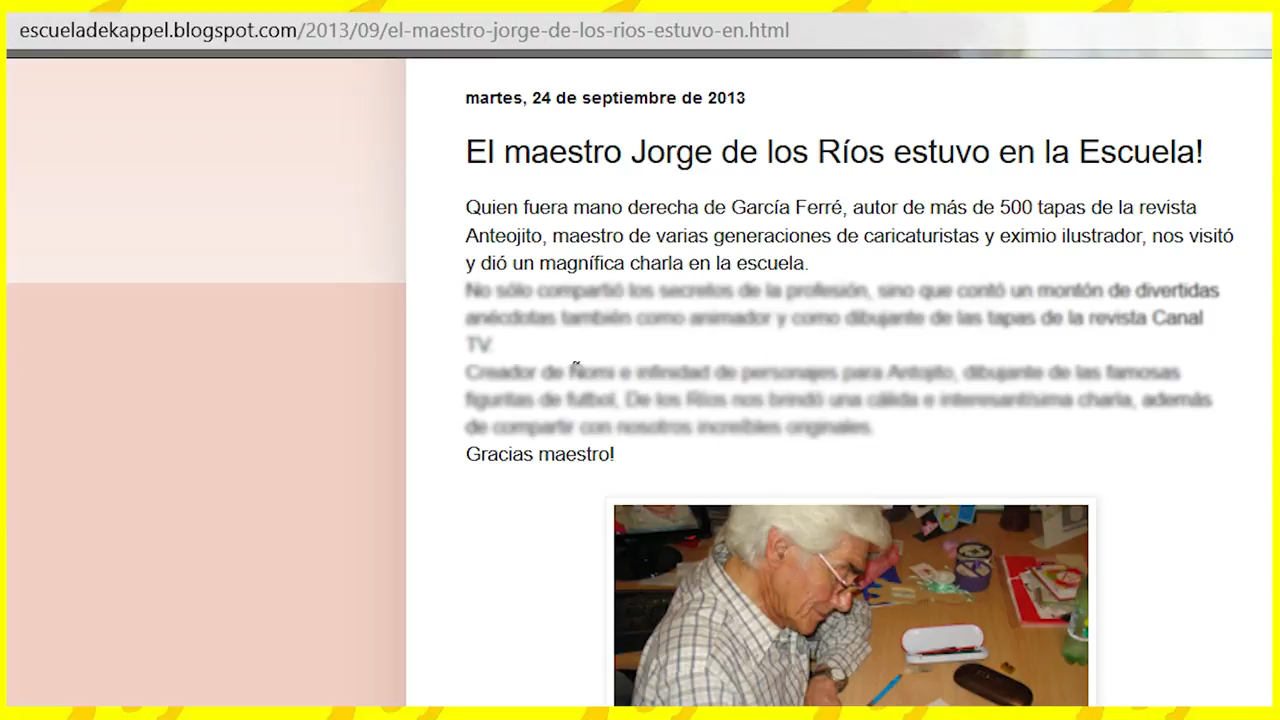 escueladekappel.blogspot.com/2013/09/el-maestro-jorge-de-los-rios-estuvo-en.html
martes, 24 de septiembre de 2013
El maestro Jorge de los Ríos estuvo en la Escuela!
Quien fuera mano derecha de García Ferré, autor de más de 500 tapas de la revista
Anteojito, maestro de varias generaciones de caricaturistas y eximio ilustrador, nos visitó
y dió un magnífica charla en la escuela.
No sólo compartió los secretos de la profesión, sino que contó un montón de divertidas
anécdotas también como animador y como dibujante de las tapas de la revista Canal
TV.
Creador de Ñomi e infinidad de personajes para Antojito, dibujante de las famosas
figuritas de futbol, De los Ríos nos brindó una cálida e interesantísima charla, además
de compartir con nosotros increíbles originales.
Gracias maestro!